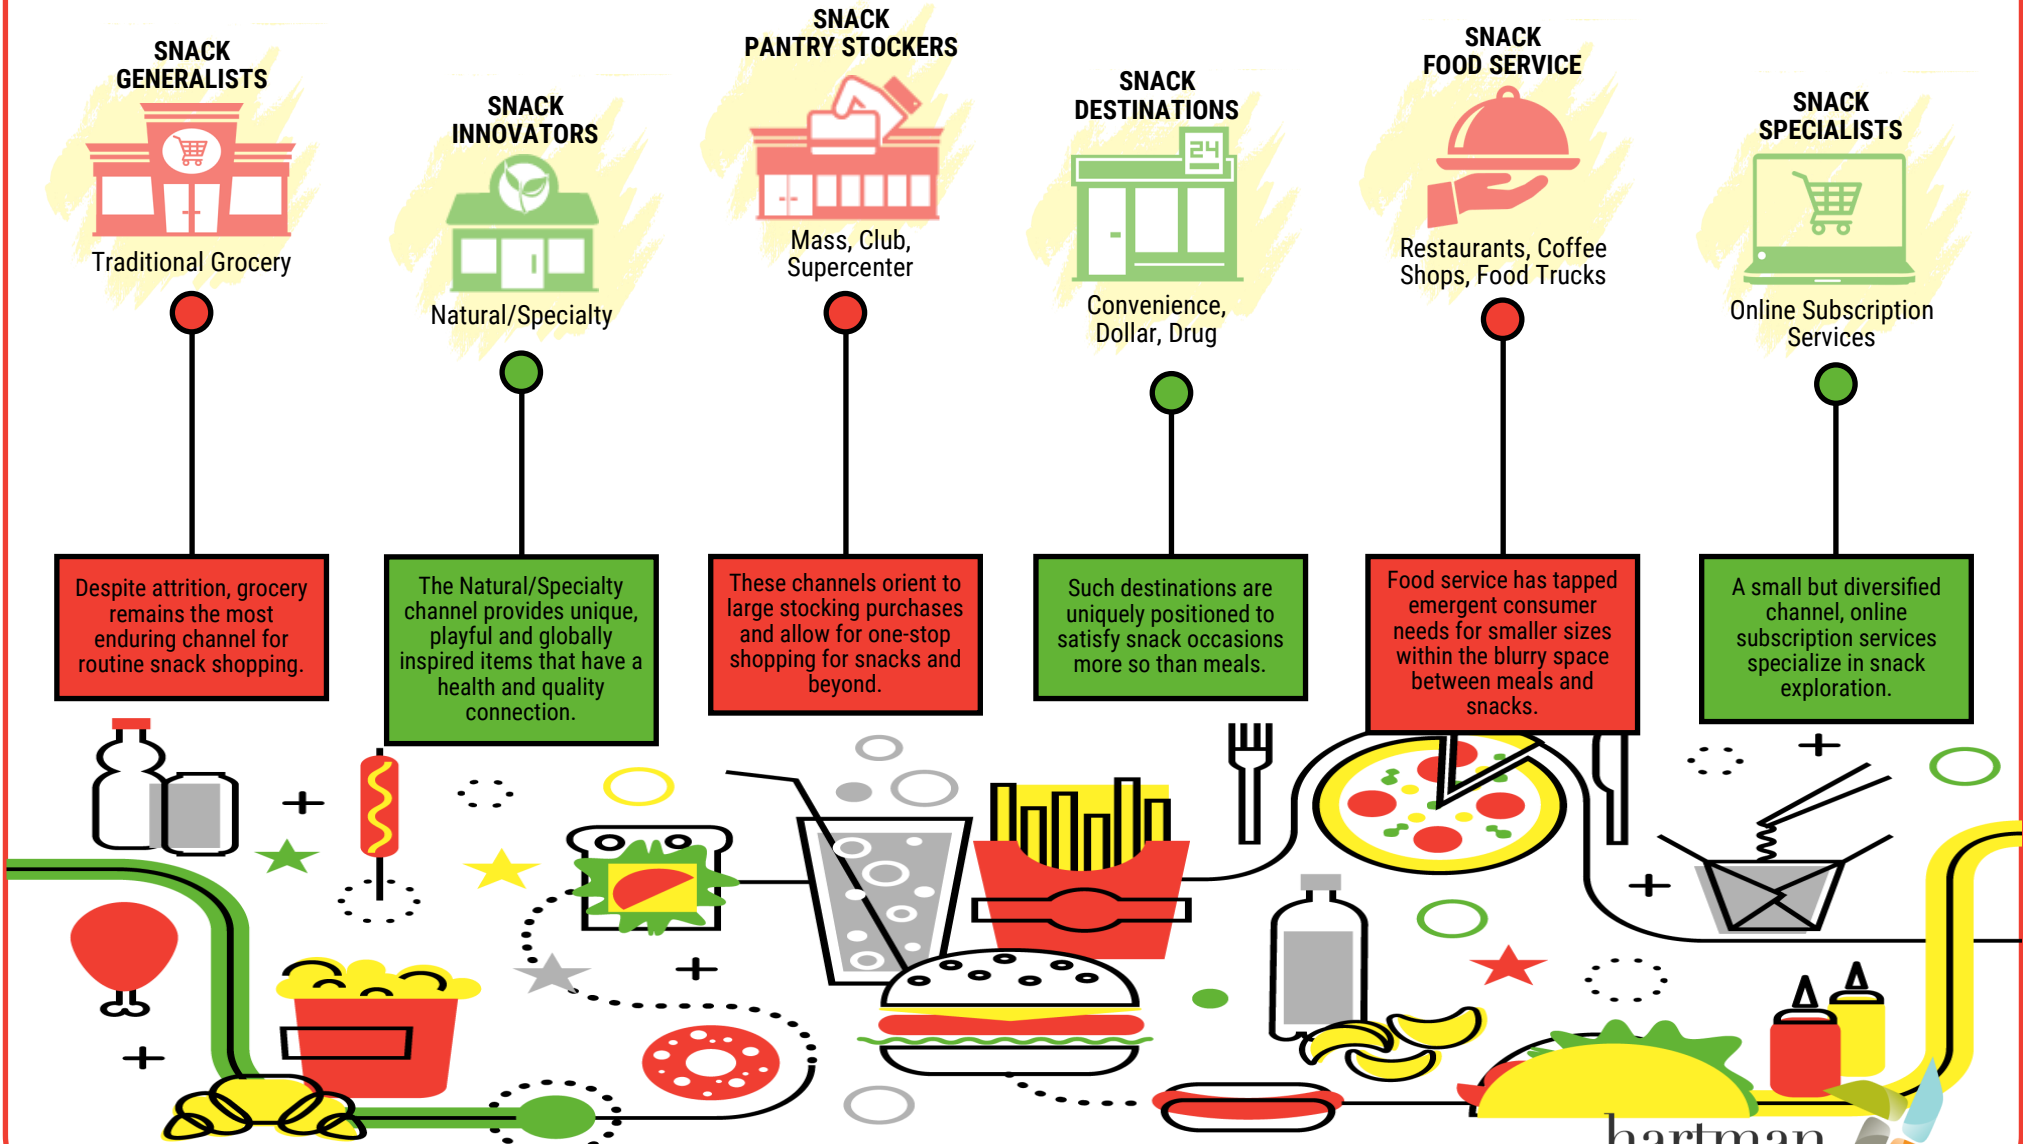 SNACK
GENERALISTS
Traditional Grocery
Despite attrition, grocery
remains the most
enduring channel for
routine snack shopping.
SNACK
INNOVATORS
Natural/Specialty
The Natural/Specialty
channel provides unique,
playful and globally
inspired items that have a
health and quality
connection.
SNACK
PANTRY STOCKERS
Mass, Club,
Supercenter
These channels orient to
large stocking purchases
and allow for one-stop
shopping for snacks and
beyond.
SNACK
DESTINATIONS
24
Convenience,
Dollar, Drug
Such destinations are
uniquely positioned to
satisfy snack occasions
more so than meals.
SNACK
FOOD SERVICE
Restaurants, Coffee
Shops, Food Trucks
Food service has tapped
emergent consumer
needs for smaller sizes
within the blurry space
between meals and
snacks.
SNACK
SPECIALISTS
Online Subscription
Services
A small but diversified
channel, online
subscription services
specialize in snack
exploration.
hartman